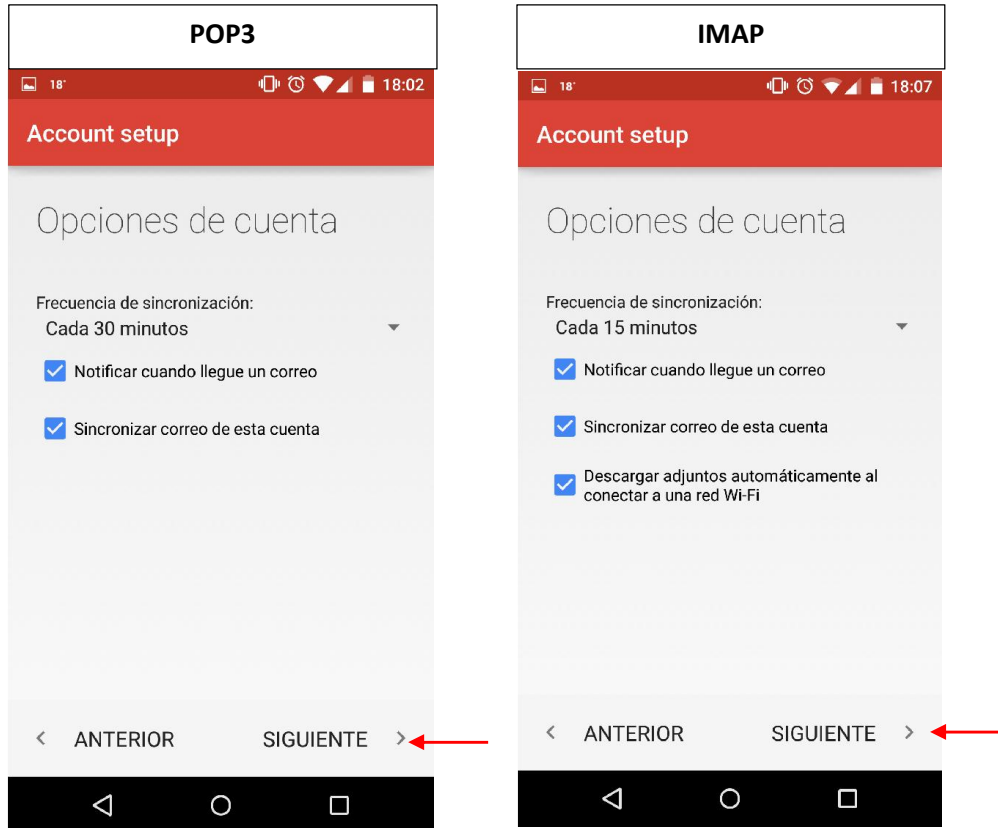 POP3
18°
18:02
Account setup
Opciones de cuenta
Frecuencia de sincronización:
Cada 30 minutos
Notificar cuando llegue un correo
Sincronizar correo de esta cuenta
ANTERIOR
SIGUIENTE
IMAP
18°
18:07
Account setup
Opciones de cuenta
Frecuencia de sincronización:
Cada 15 minutos
Notificar cuando llegue un correo
Sincronizar correo de esta cuenta
Descargar adjuntos automáticamente al
conectar a una red Wi-Fi
ANTERIOR
SIGUIENTE